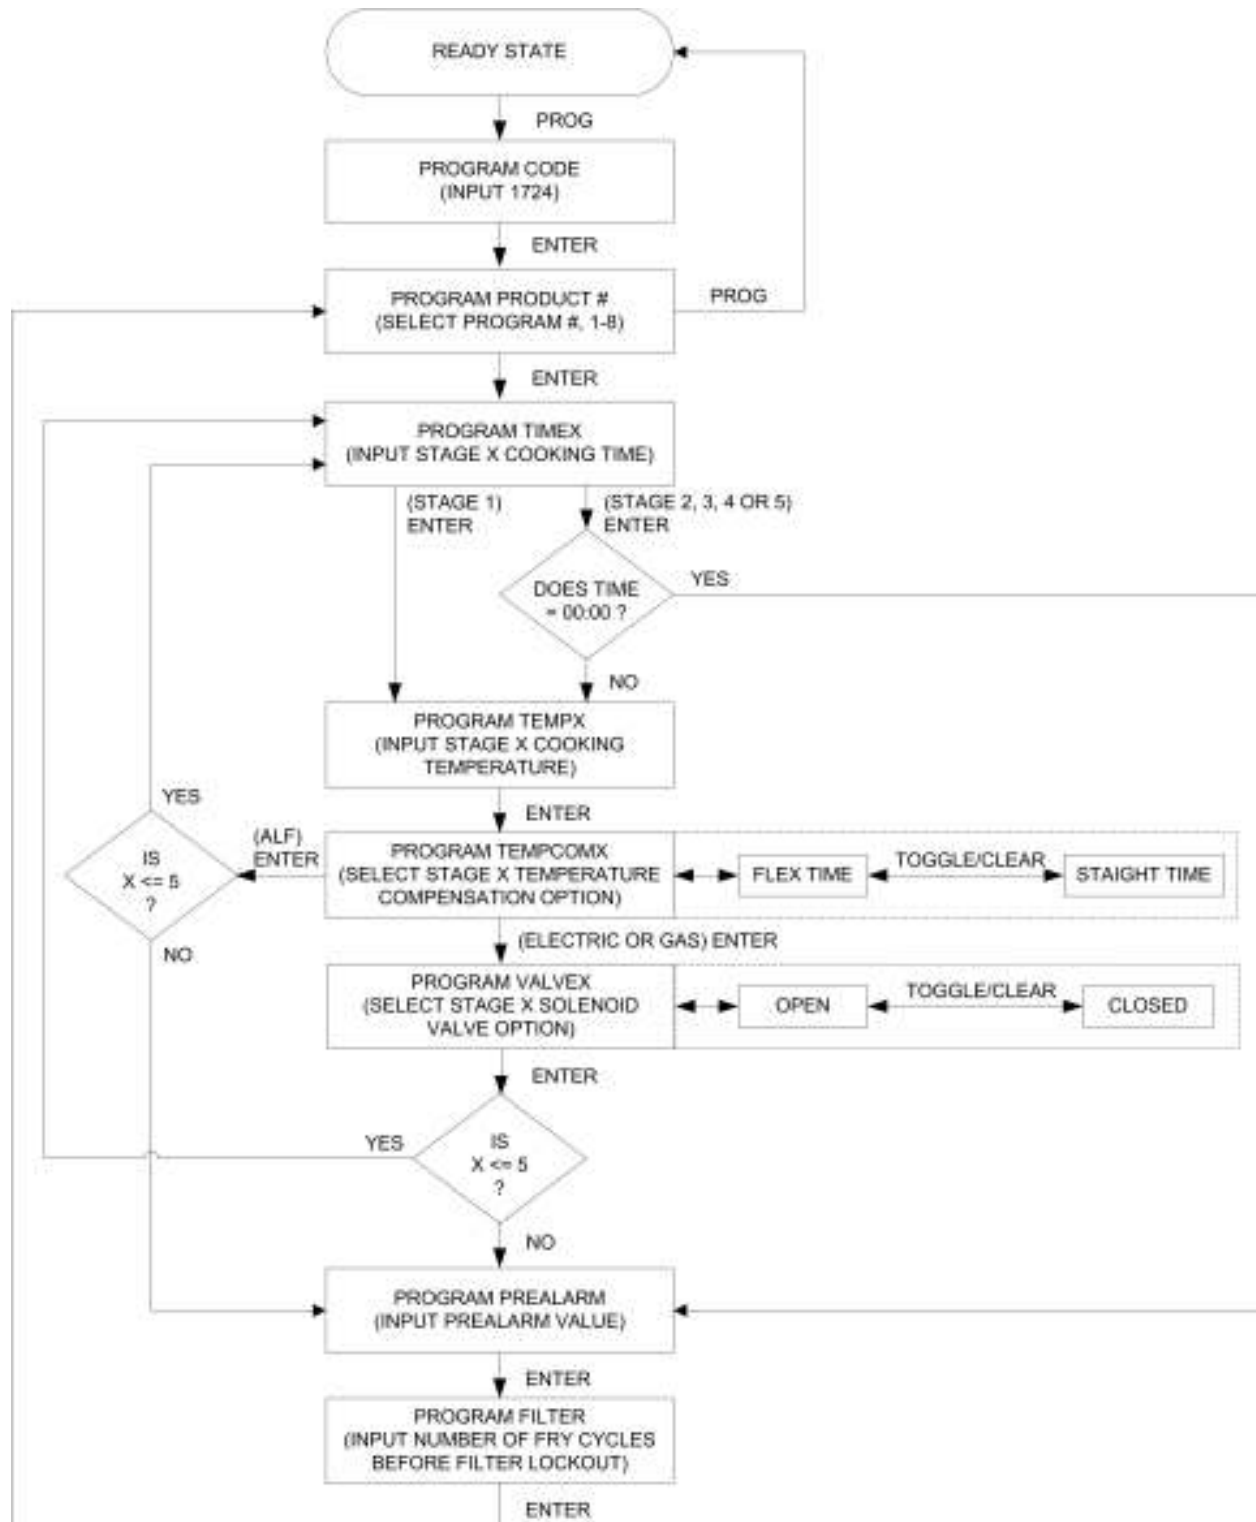 READY STATE
PROG
PROGRAM CODE
(INPUT 1724)
ENTER
PROGRAM PRODUCT #
(SELECT PROGRAM #, 1-8)
PROG
ENTER
PROGRAM TIMEX
(INPUT STAGE X COOKING TIME)
(STAGE 1)
ENTER
(STAGE 2, 3, 4 OR 5)
ENTER
DOES TIME
= 00:00 ?
YES
NO
PROGRAM TEMPX
(INPUT STAGE X COOKING
TEMPERATURE)
ENTER
YES
IS
X <= 5
?
NO
(ALF)
ENTER
PROGRAM TEMPCOMX
(SELECT STAGE X TEMPERATURE
COMPENSATION OPTION)
FLEX TIME
TOGGLE/CLEAR
STAIGHT TIME
(ELECTRIC OR GAS) ENTER
PROGRAM VALVEX
(SELECT STAGE X SOLENOID
VALVE OPTION)
OPEN
TOGGLE/CLEAR
CLOSED
ENTER
YES
IS
X <= 5
?
NO
PROGRAM PREALARM
(INPUT PREALARM VALUE)
ENTER
PROGRAM FILTER
(INPUT NUMBER OF FRY CYCLES
BEFORE FILTER LOCKOUT)
ENTER